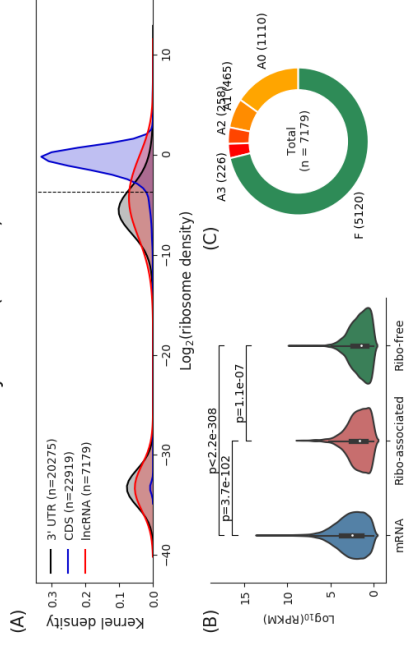 (A)
Kernel density
0.3
0.2
0.1
0.0
3' UTR (n=20275)
CDS (n=22919)
lncRNA (n=7179)
−40
−30
−20
−10
0
10
Log2(ribosome density)
(B)
Log10(RPKM)
15
10
5
0
p<2.2e-308
p=3.7e-102
p=1.1e-07
mRNA
Ribo-associated
Ribo-free
(C)
A3 (226)
A2 (258)
A1 (465)
A0 (1110)
Total
(n = 7179)
F (5120)